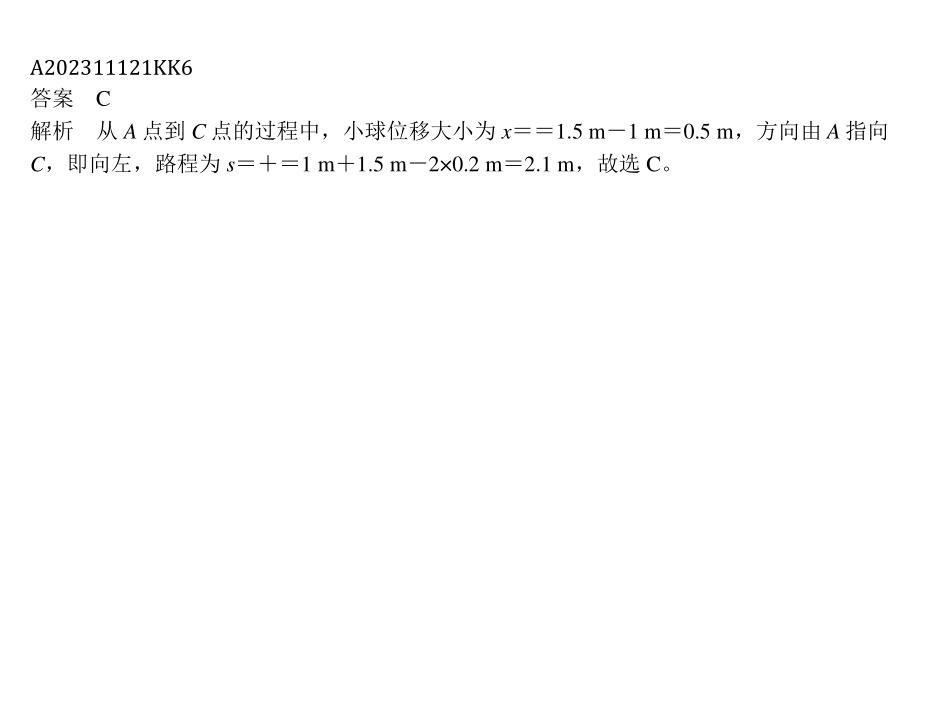 A202311121KK6
答案　C
解析　从 A 点到 C 点的过程中，小球位移大小为 x＝＝1.5 m－1 m＝0.5 m，方向由 A 指向
C，即向左，路程为 s＝＋＝1 m＋1.5 m－2×0.2 m＝2.1 m，故选 C。